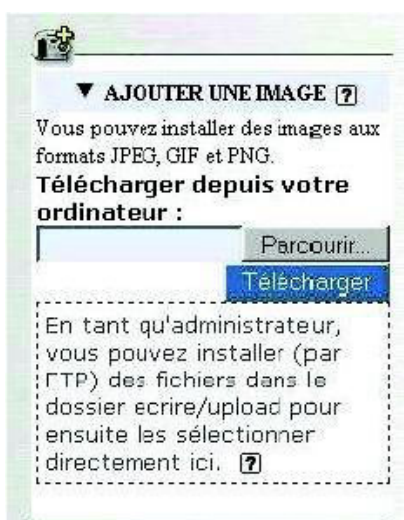 ▼ AJOUTER UNE IMAGE ?
Vous pouvez installer des images aux
formats JPEG, GIF et PNG.
Télécharger depuis votre
ordinateur :
Parcourir...
Télécharger
En tant qu'administrateur,
vous pouvez installer (par
FTP) des fichiers dans le
dossier ecrire/upload pour
ensuite les sélectionner
directement ici. ?